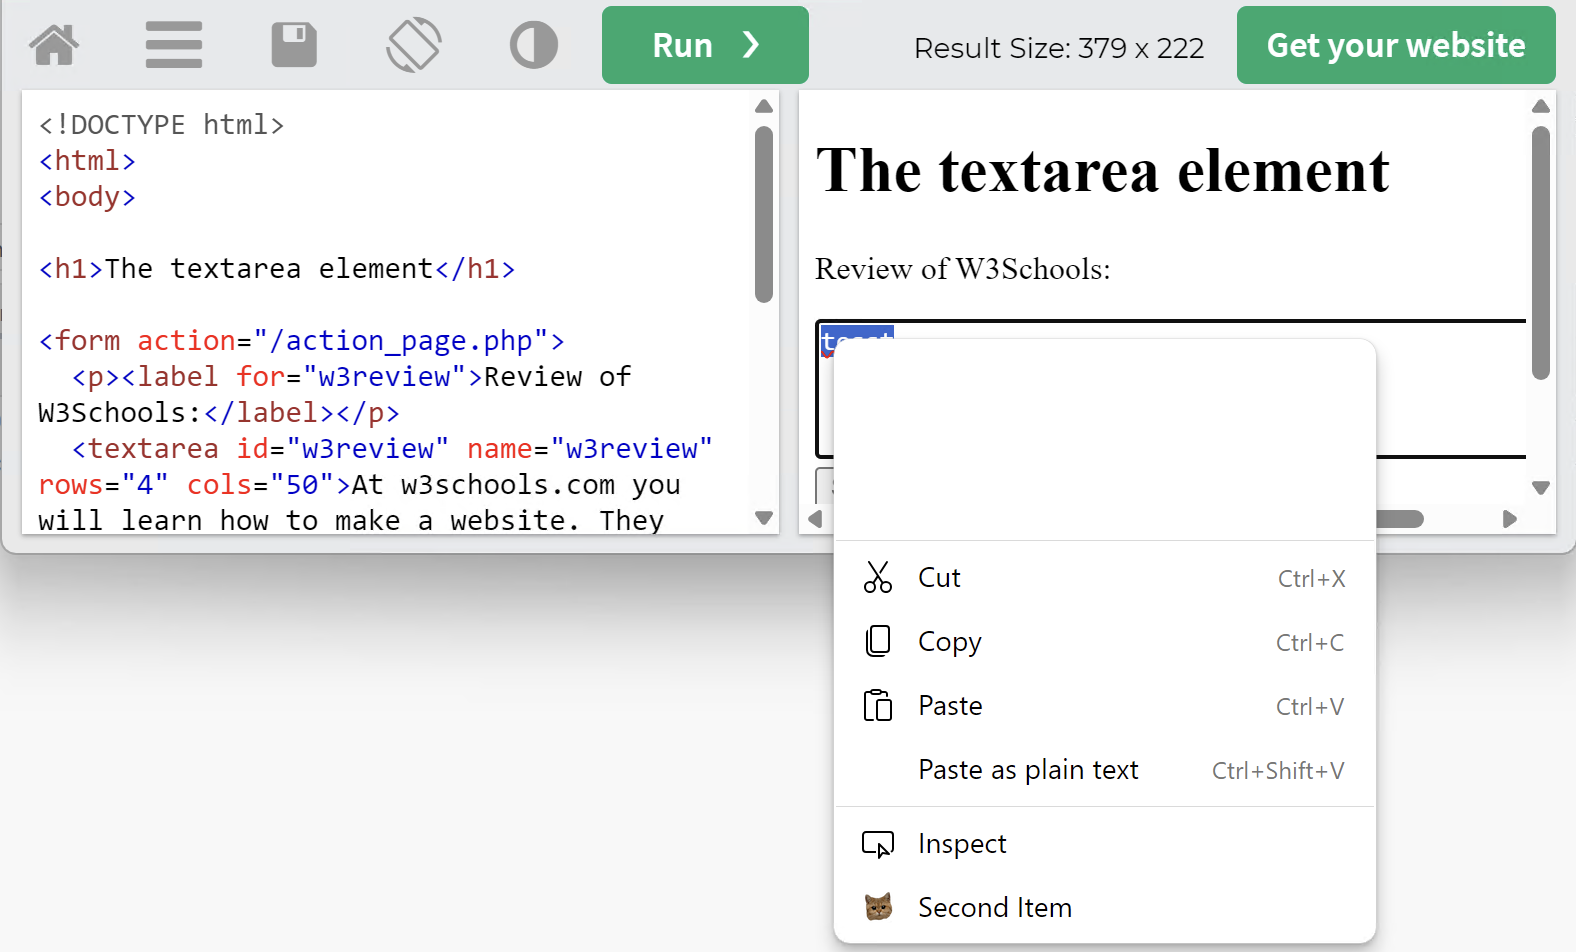 Run ❯
Result Size: 379 x 222
Get your website
<!DOCTYPE html>
<html>
<body>
<h1>The textarea element</h1>
<form action="/action_page.php">
<p><label for="w3review">Review of
W3Schools:</label></p>
<textarea id="w3review" name="w3review"
rows="4" cols="50">At w3schools.com you
will learn how to make a website. They
The textarea element
Review of W3Schools:
Cut Ctrl+X
Copy Ctrl+C
Paste Ctrl+V
Paste as plain text Ctrl+Shift+V
Inspect
Second Item